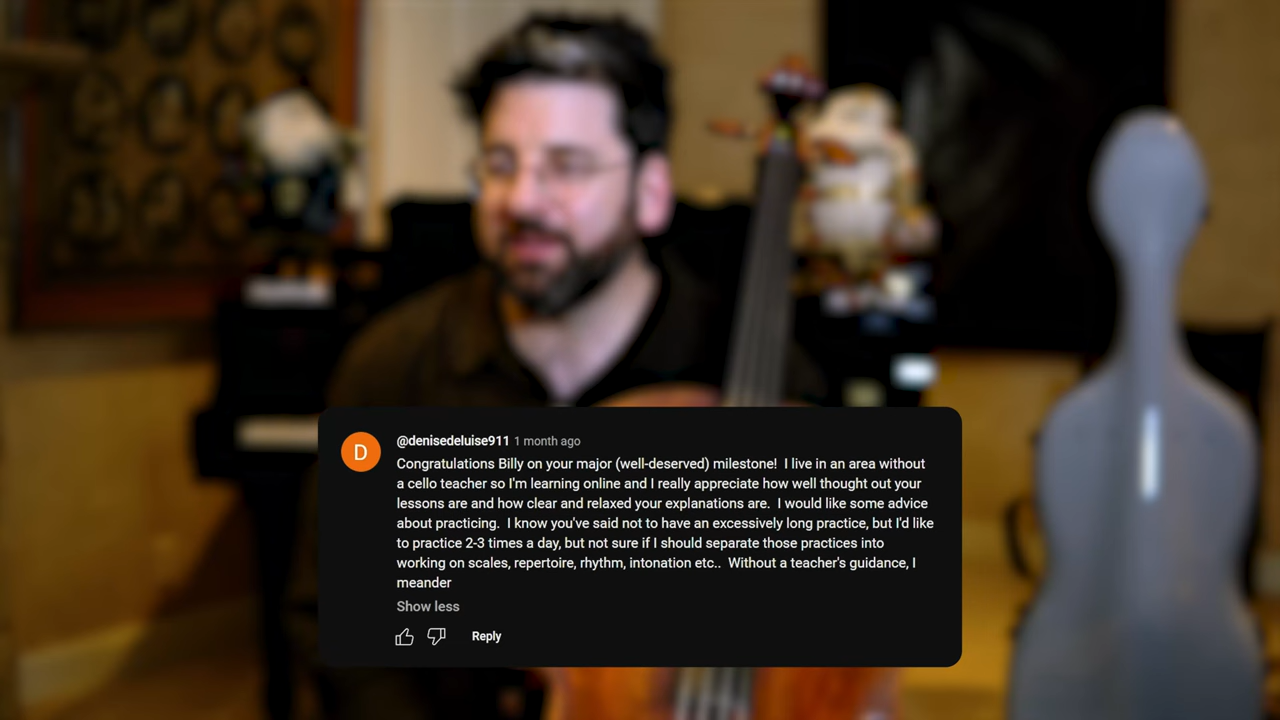 D
@denisedeluise911 1 month ago
Congratulations Billy on your major (well-deserved) milestone!  I live in an area without
a cello teacher so I'm learning online and I really appreciate how well thought out your
lessons are and how clear and relaxed your explanations are.  I would like some advice
about practicing.  I know you've said not to have an excessively long practice, but I'd like
to practice 2-3 times a day, but not sure if I should separate those practices into
working on scales, repertoire, rhythm, intonation etc..  Without a teacher's guidance, I
meander
Show less
Reply